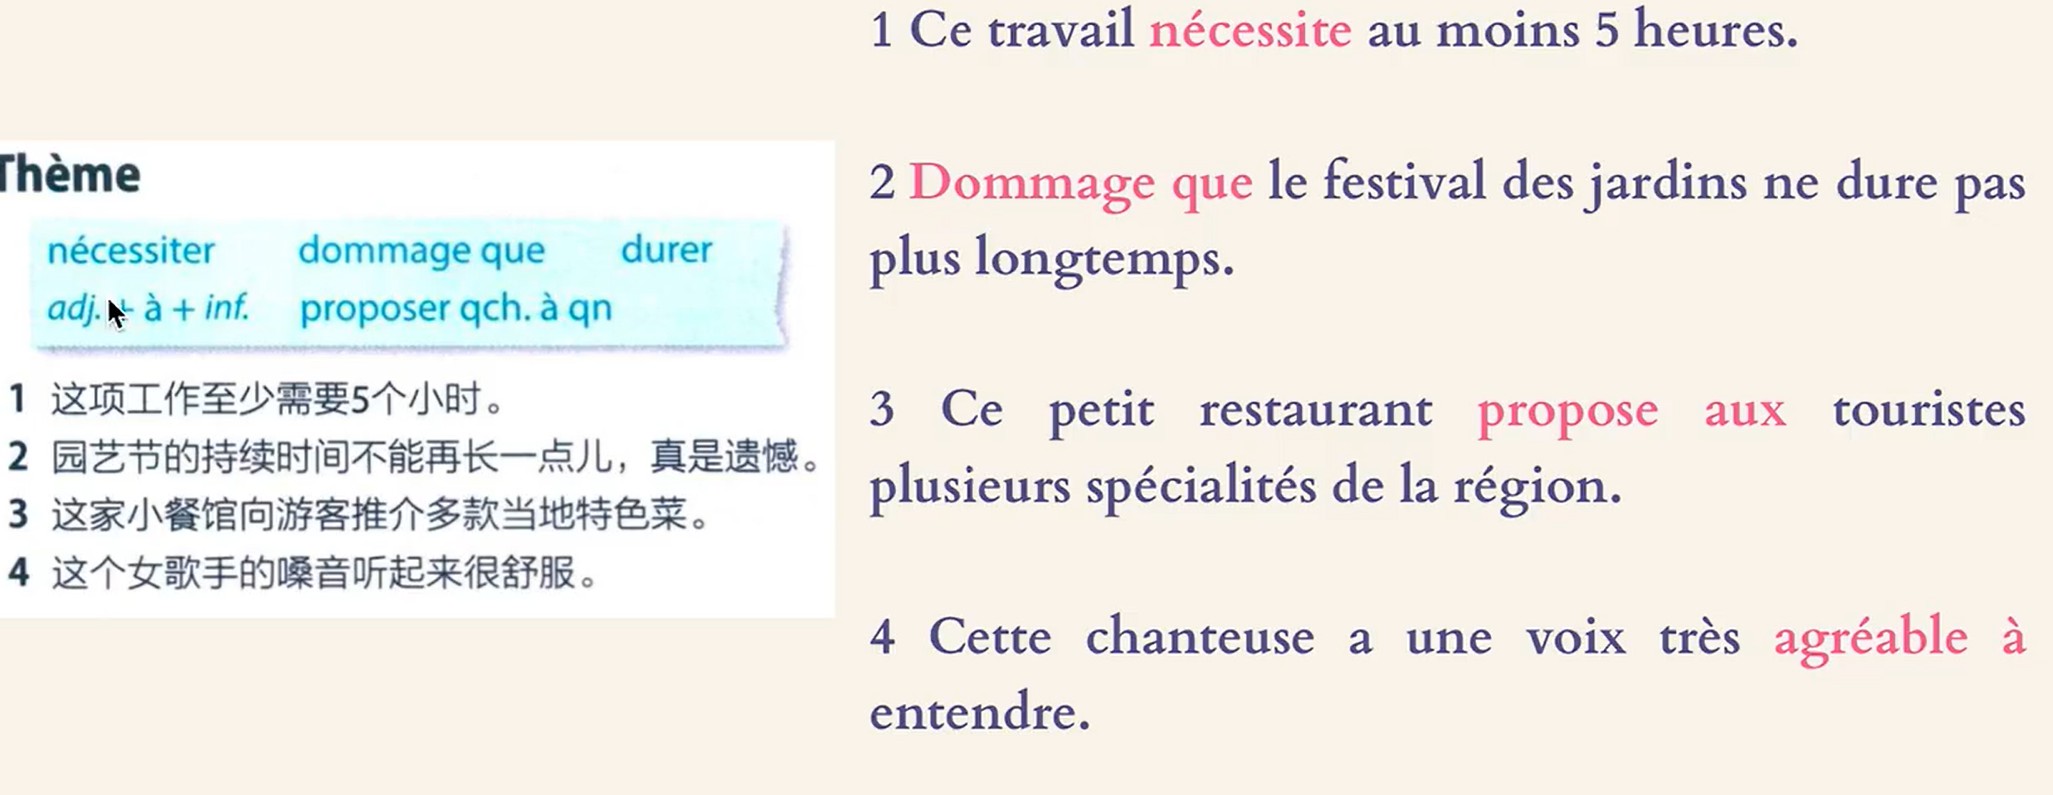 Thème
nécessiter dommage que durer
adj. + à + inf. proposer qch. à qn
1 这项工作至少需要5个小时。
2 园艺节的持续时间不能再长一点儿，真是遗憾。
3 这家小餐馆向游客推介多款当地特色菜。
4 这个女歌手的嗓音听起来很舒服。
1 Ce travail nécessite au moins 5 heures.
2 Dommage que le festival des jardins ne dure pas
plus longtemps.
3 Ce petit restaurant propose aux touristes
plusieurs spécialités de la région.
4 Cette chanteuse a une voix très agréable à
entendre.